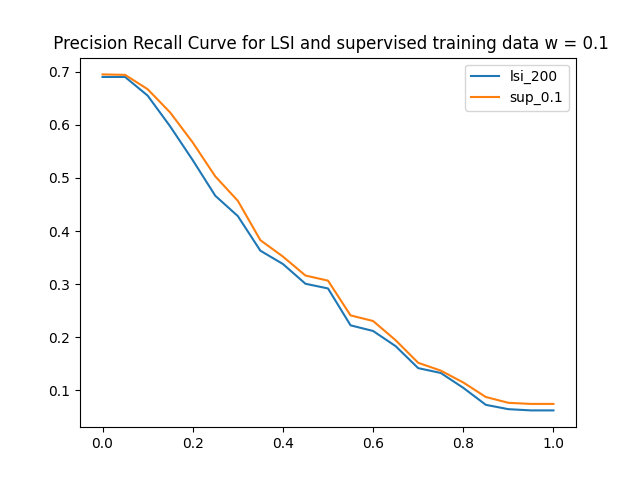 Precision Recall Curve for LSI and supervised training data w = 0.1
lsi_200
sup_0.1
0.7
0.6
0.5
0.4
0.3
0.2
0.1
0.0 0.2 0.4 0.6 0.8 1.0